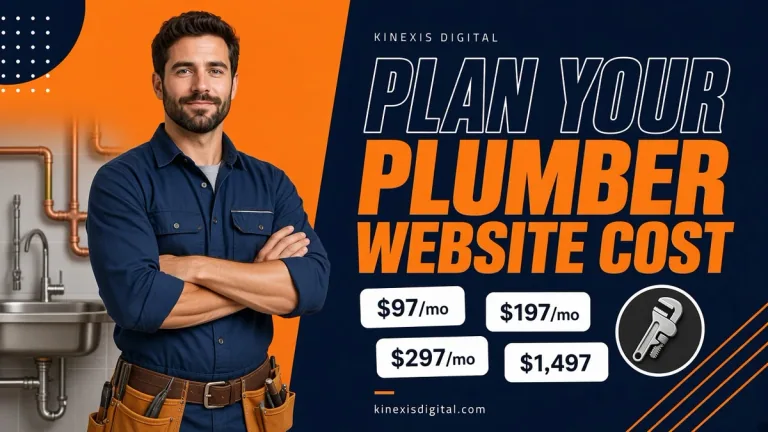 KINEXIS DIGITAL
PLAN YOUR
PLUMBER
WEBSITE COST
$97/mo
$197/mo
$297/mo
$1,497
kinexisdigital.com